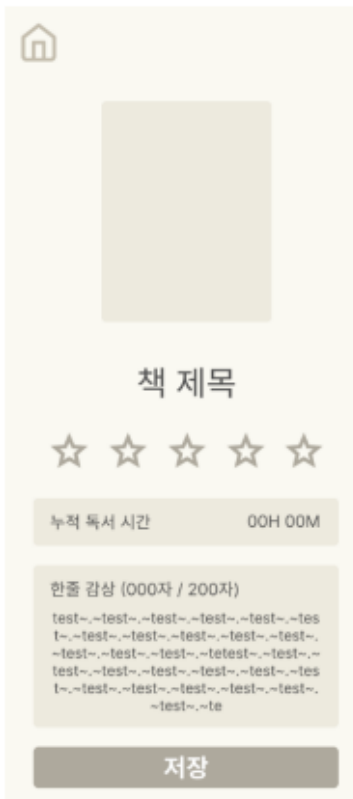 책 제목
누적 독서 시간 00H 00M
한줄 감상 (000자 / 200자)
test~.~test~.~test~.~test~.~test~.~tes
t~.~test~.~test~.~test~.~test~.~test~.
~test~.~test~.~test~.~tetest~.~test~.~
test~.~test~.~test~.~test~.~test~.~tes
t~.~test~.~test~.~test~.~test~.~test~.
~test~.~te
저장